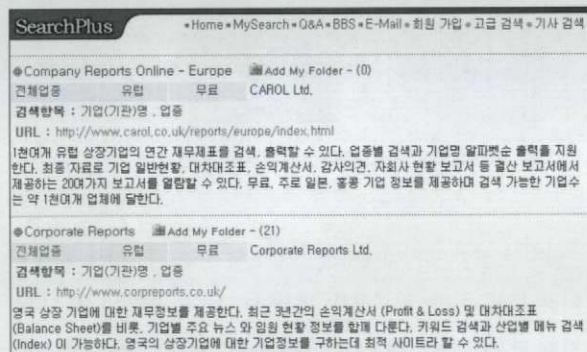 SearchPlus
Home MySearch Q&A BBS E-Mail 회원 가입 고급 검색 기사 검색
Company Reports Online - Europe Add My Folder - (0)
전체업종 유럽 무료 CAROL Ltd.
검색항목 : 기업(기관)명 , 업종
URL : http://www.carol.co.uk/reports/europe/index.html
1천여개 유럽 상장기업의 연간 재무제표를 검색, 출력할 수 있다. 업종별 검색과 기업명 알파벳순 출력을 지원
한다. 최종 자료로 기업 일반현황, 대차대조표, 손익계산서, 감사의견, 자회사 현황 보고서 등 결산 보고서에서
제공하는 20여가지 보고서를 열람할 수 있다. 무료, 주로 일본, 홍콩 기업 정보를 제공하며 검색 가능한 기업수
는 약 1천여개 업체에 달한다.
Corporate Reports Add My Folder - (21)
전체업종 유럽 무료 Corporate Reports Ltd.
검색항목 : 기업(기관)명 , 업종
URL : http://www.corpreports.co.uk/
영국 상장 기업에 대한 재무정보를 제공한다. 최근 3년간의 손익계산서 (Profit & Loss) 및 대차대조표
(Balance Sheet)를 비롯, 기업별 주요 뉴스 와 임원 현황 정보를 함께 다룬다. 키워드 검색과 산업별 메뉴 검색
(Index) 이 가능하다. 영국의 상장기업에 대한 기업정보를 구하는데 최적 사이트라 할 수 있다.